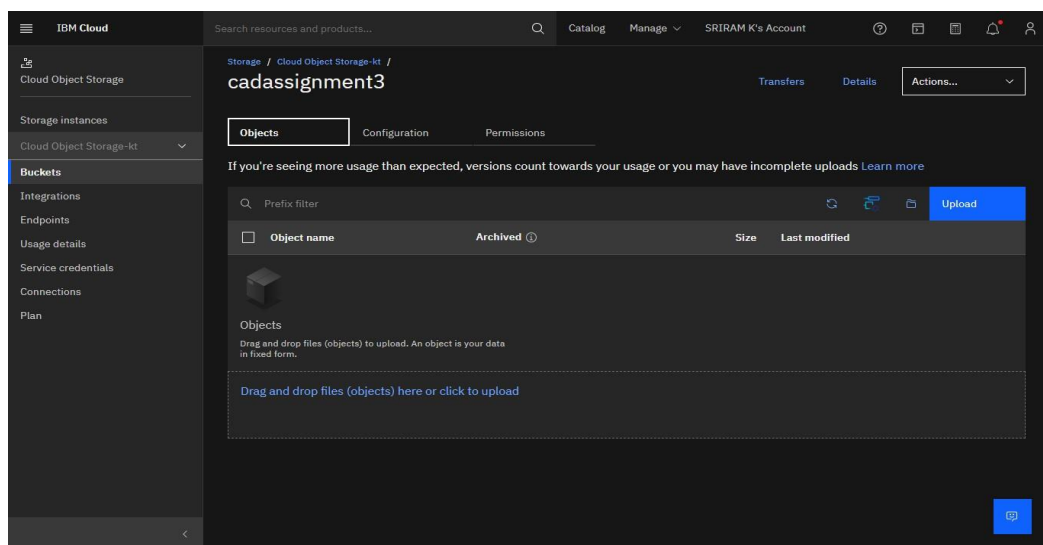 IBM Cloud
Search resources and products...
Catalog
Manage
SRIRAM K's Account
Cloud Object Storage
Storage instances
Cloud Object Storage-kt
Buckets
Integrations
Endpoints
Usage details
Service credentials
Connections
Plan
Storage / Cloud Object Storage-kt /
cadassignment3
Transfers
Details
Actions...
Objects
Configuration
Permissions
If you're seeing more usage than expected, versions count towards your usage or you may have incomplete uploads Learn more
Prefix filter
Upload
Object name
Archived
Size
Last modified
Objects
Drag and drop files (objects) to upload. An object is your data
in fixed form.
Drag and drop files (objects) here or click to upload